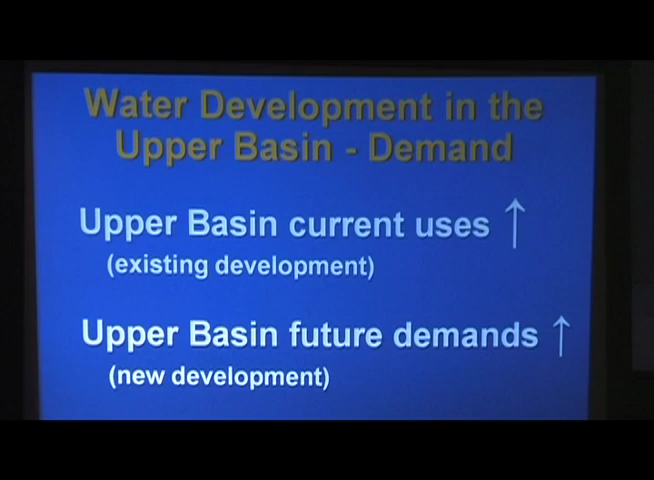 Water Development in the
Upper Basin - Demand
Upper Basin current uses ↑
(existing development)
Upper Basin future demands ↑
(new development)